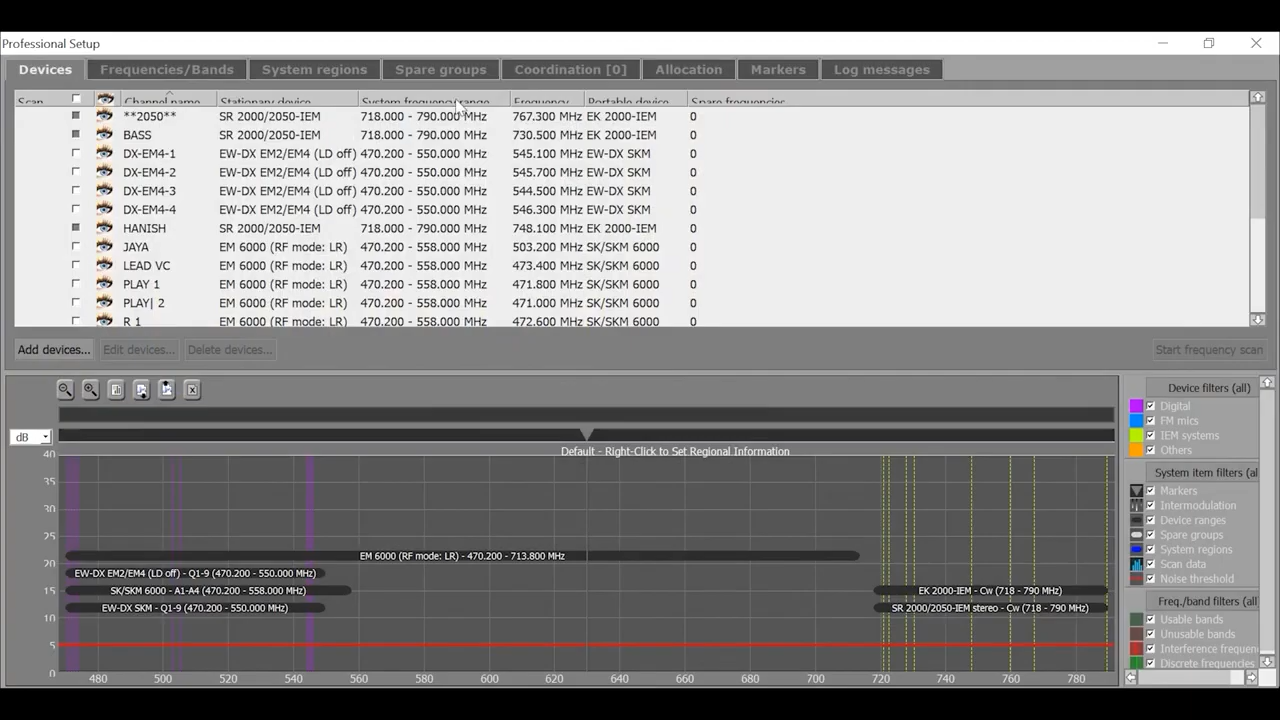 Professional Setup
Devices Frequencies/Bands System regions Spare groups Coordination [0] Allocation Markers Log messages
Scan Channel name Stationary device System frequency range Frequency Portable device Spare frequencies
**2050** SR 2000/2050-IEM 718.000 - 790.000 MHz 767.300 MHz EK 2000-IEM 0
BASS SR 2000/2050-IEM 718.000 - 790.000 MHz 730.500 MHz EK 2000-IEM 0
DX-EM4-1 EW-DX EM2/EM4 (LD off) 470.200 - 550.000 MHz 545.100 MHz EW-DX SKM 0
DX-EM4-2 EW-DX EM2/EM4 (LD off) 470.200 - 550.000 MHz 545.700 MHz EW-DX SKM 0
DX-EM4-3 EW-DX EM2/EM4 (LD off) 470.200 - 550.000 MHz 544.500 MHz EW-DX SKM 0
DX-EM4-4 EW-DX EM2/EM4 (LD off) 470.200 - 550.000 MHz 546.300 MHz EW-DX SKM 0
HANISH SR 2000/2050-IEM 718.000 - 790.000 MHz 748.100 MHz EK 2000-IEM 0
JAYA EM 6000 (RF mode: LR) 470.200 - 558.000 MHz 503.200 MHz SK/SKM 6000 0
LEAD VC EM 6000 (RF mode: LR) 470.200 - 558.000 MHz 473.400 MHz SK/SKM 6000 0
PLAY 1 EM 6000 (RF mode: LR) 470.200 - 558.000 MHz 471.800 MHz SK/SKM 6000 0
PLAY| 2 EM 6000 (RF mode: LR) 470.200 - 558.000 MHz 471.000 MHz SK/SKM 6000 0
R 1 EM 6000 (RF mode: LR) 470.200 - 558.000 MHz 472.600 MHz SK/SKM 6000 0
Add devices... Edit devices... Delete devices... Start frequency scan
dB
Default - Right-Click to Set Regional Information
40
35
30
25
20
15
10
5
0
EM 6000 (RF mode: LR) - 470.200 - 713.800 MHz
EW-DX EM2/EM4 (LD off) - Q1-9 (470.200 - 550.000 MHz)
SK/SKM 6000 - A1-A4 (470.200 - 558.000 MHz)
EW-DX SKM - Q1-9 (470.200 - 550.000 MHz)
EK 2000-IEM - Cw (718 - 790 MHz)
SR 2000/2050-IEM stereo - Cw (718 - 790 MHz)
480 500 520 540 560 580 600 620 640 660 680 700 720 740 760 780
Device filters (all)
Digital
FM mics
IEM systems
Others
System item filters (al
Markers
Intermodulation
Device ranges
Spare groups
System regions
Scan data
Noise threshold
Freq./band filters (all
Usable bands
Unusable bands
Interference frequen
Discrete frequencies